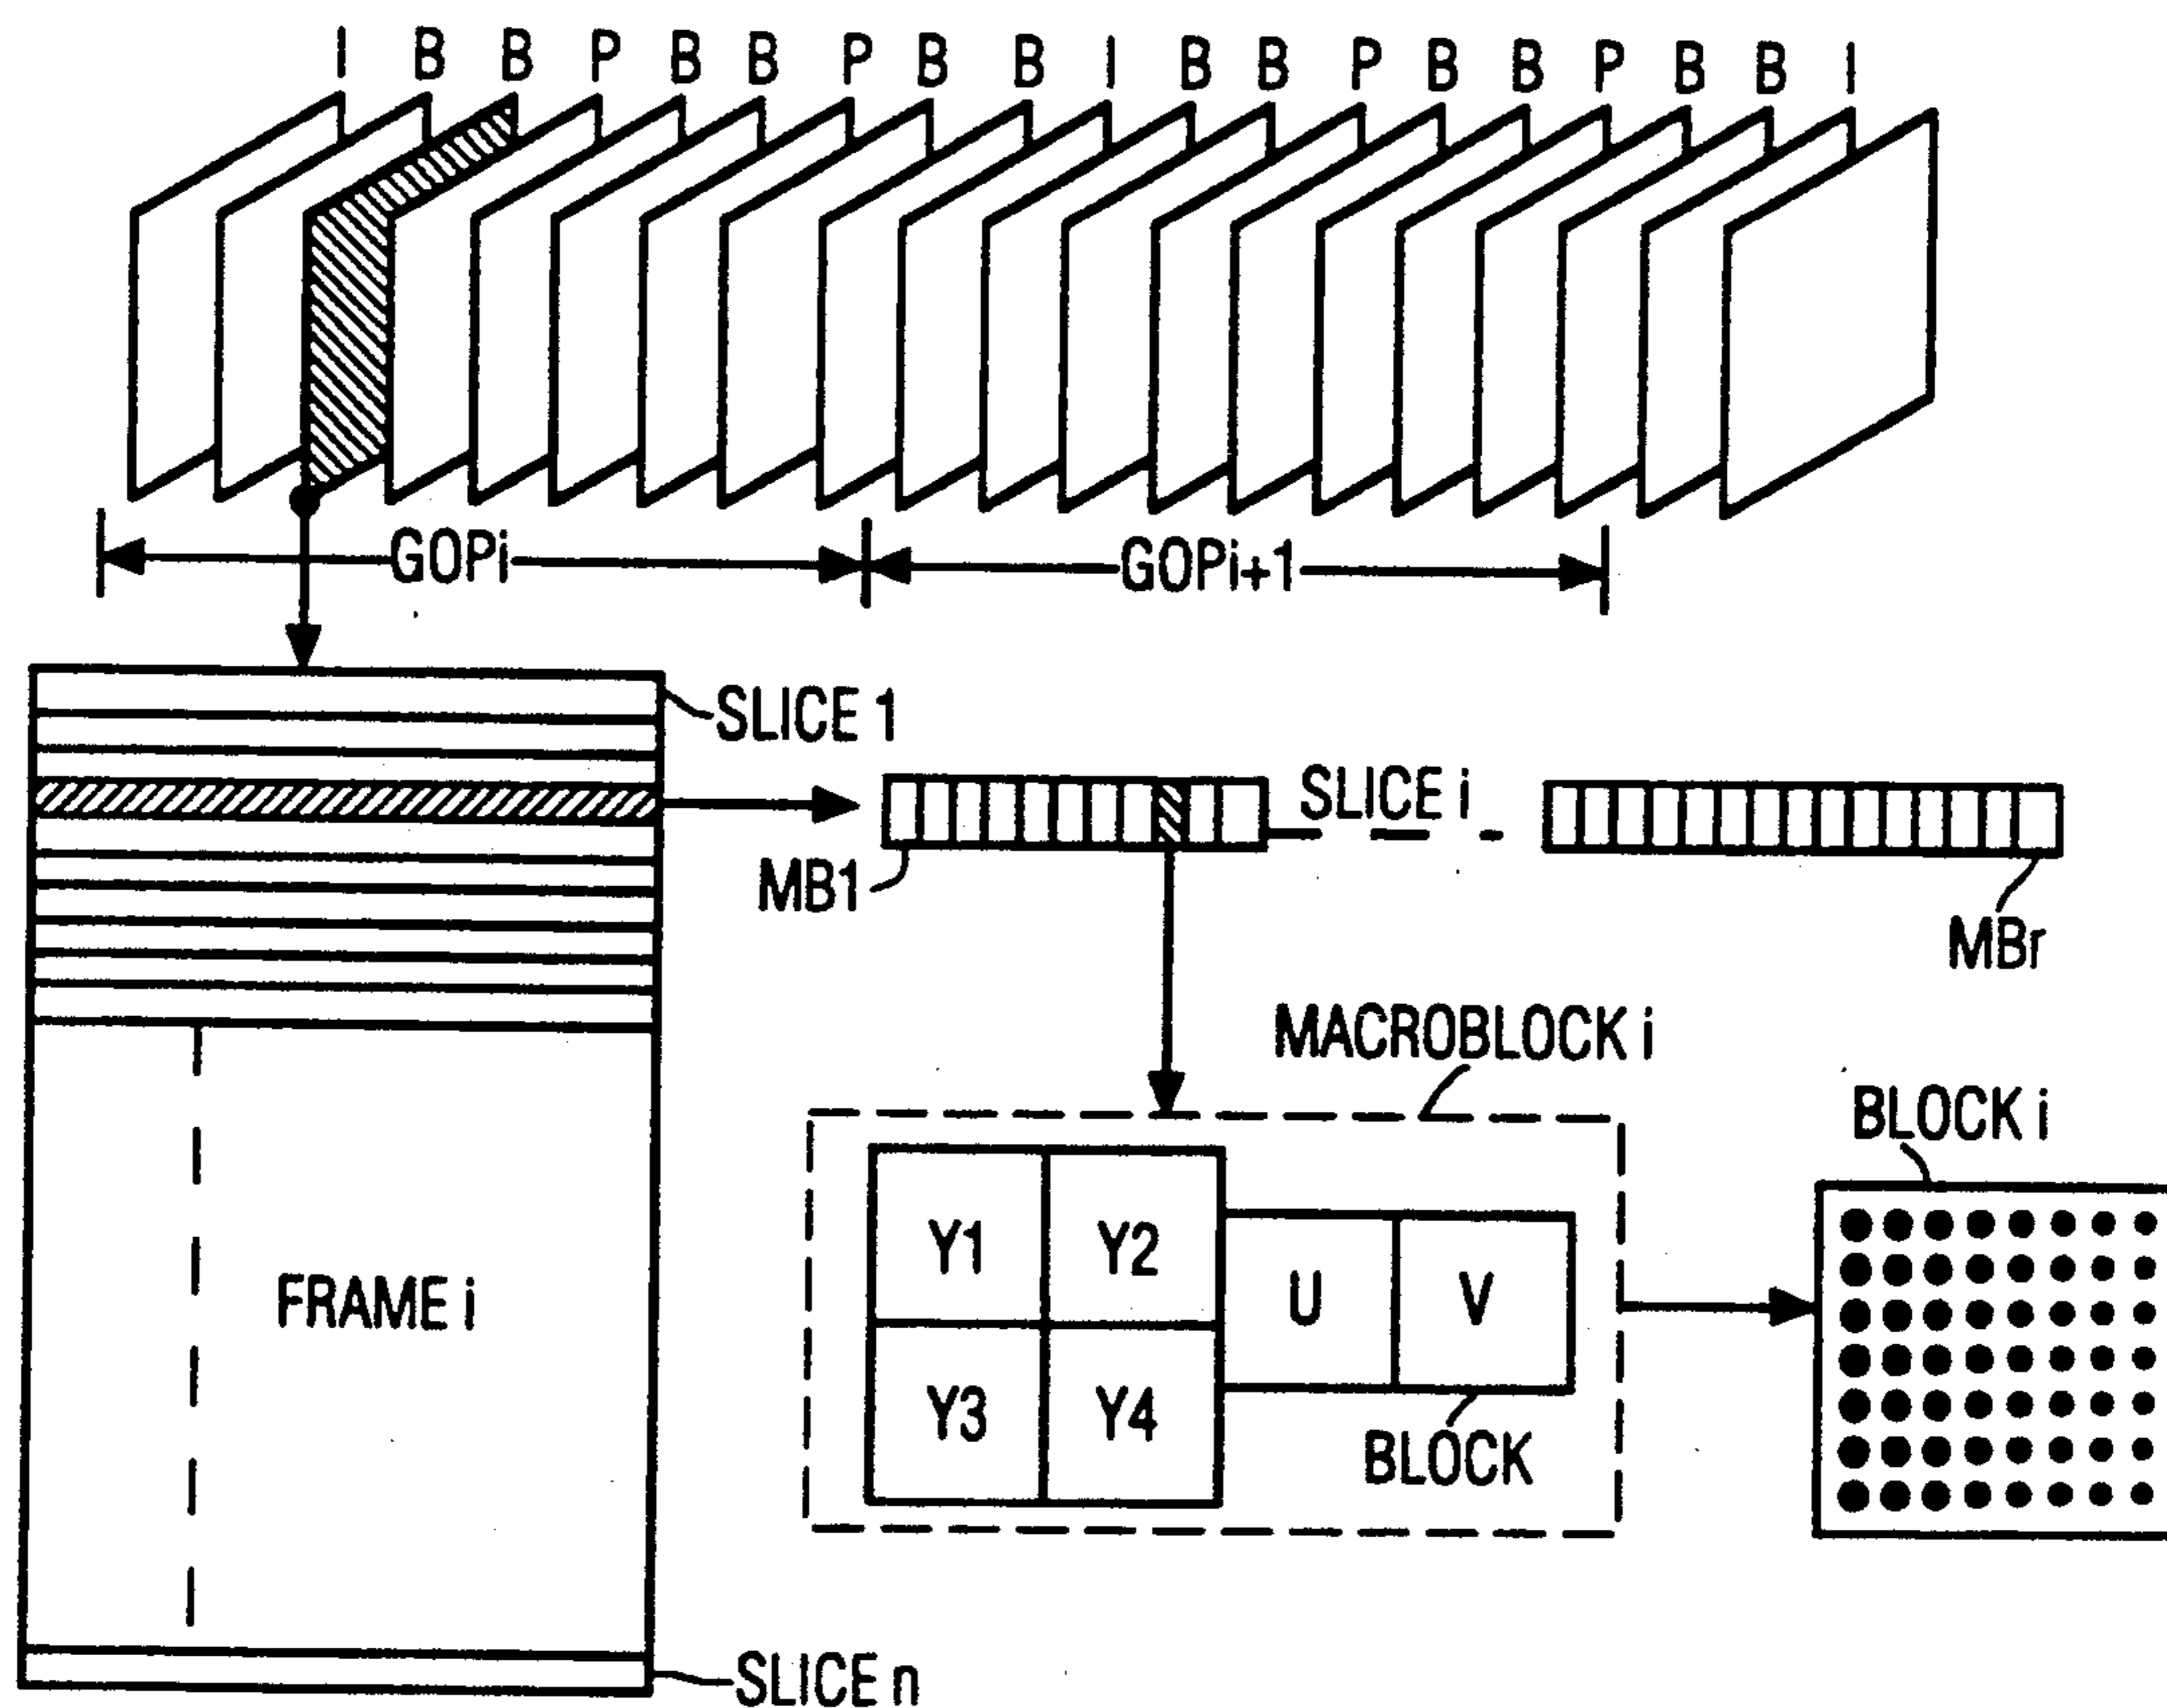 I B B P B B P B B I B B P B B P B B I
GOPi GOPi+1
SLICE 1
SLICE i
MB1
MBr
MACROBLOCK i
BLOCK i
Y1 Y2
U V
FRAME i
Y3 Y4
BLOCK
SLICE n